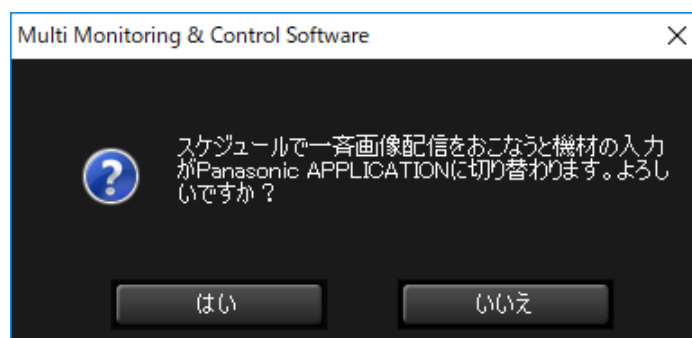 Multi Monitoring & Control Software
スケジュールで一斉画像配信をおこなうと機材の入力
がPanasonic APPLICATIONに切り替わります。よろし
いですか？
はい
いいえ